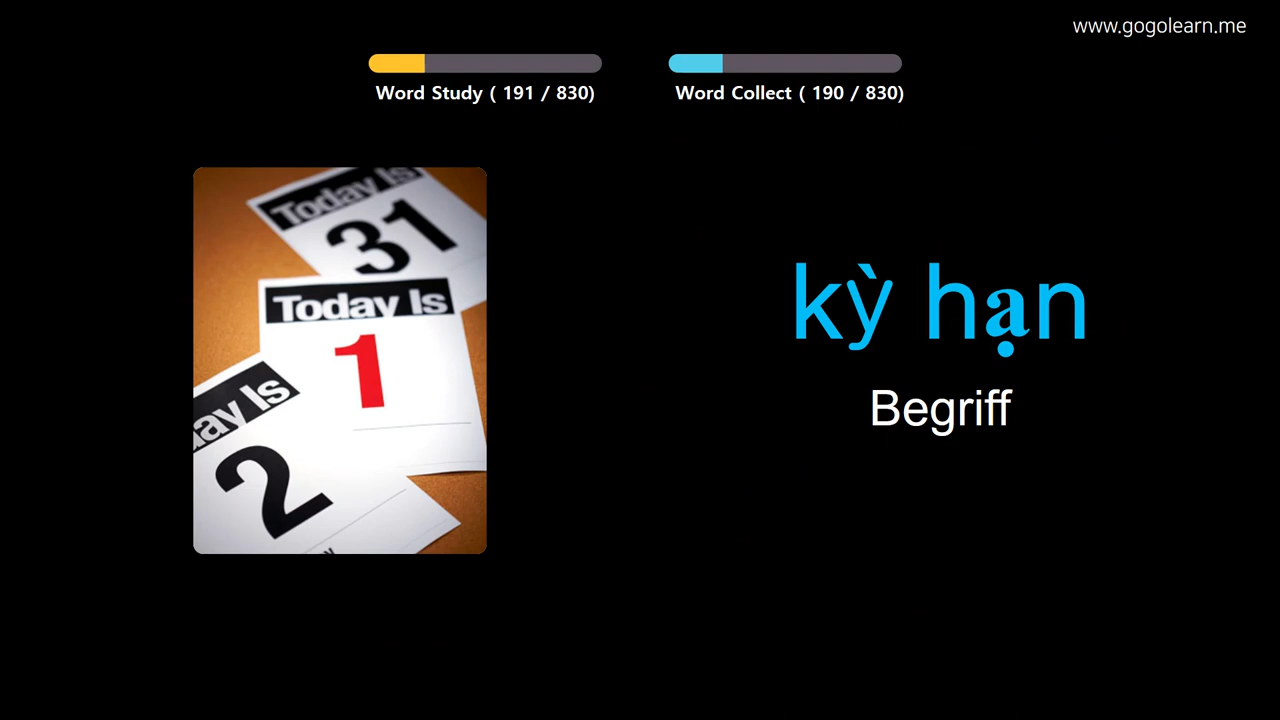 www.gogolearn.me
Word Study ( 191 / 830)
Word Collect ( 190 / 830)
Today Is
31
Today Is
1
ay Is
2
kỳ hạn
Begriff